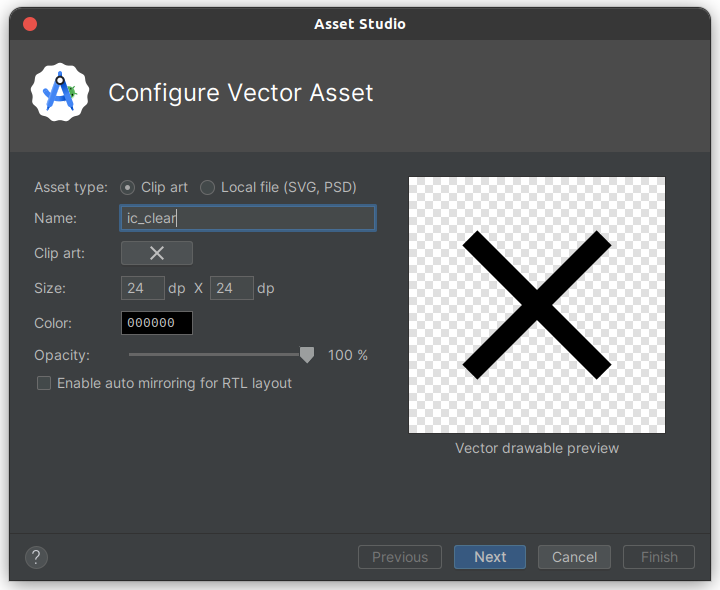 Asset Studio
Configure Vector Asset
Asset type: Clip art Local file (SVG, PSD)
Name: ic_clear
Clip art:
Size: 24 dp X 24 dp
Color: 000000
Opacity: 100 %
Enable auto mirroring for RTL layout
Vector drawable preview
? Previous Next Cancel Finish